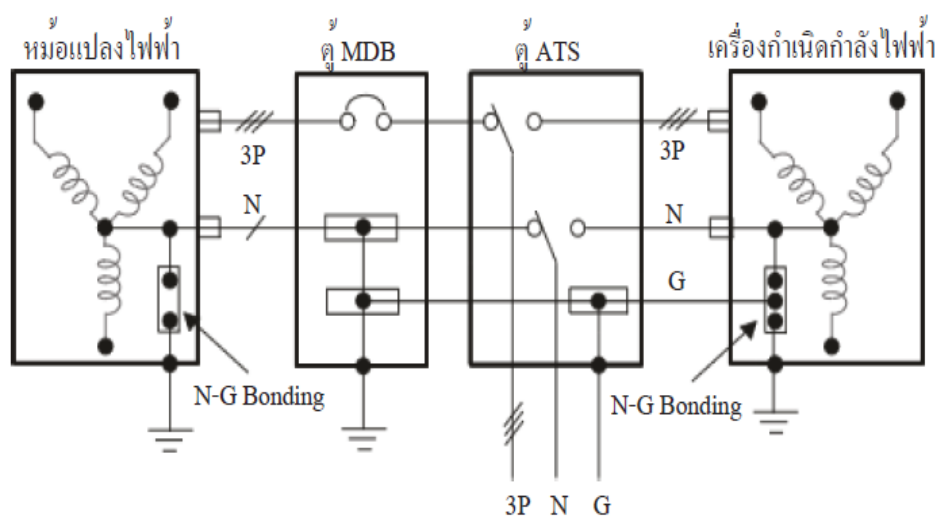 หม้อแปลงไฟฟ้า
ตู้ MDB
ตู้ ATS
เครื่องกำเนิดกำลังไฟฟ้า
3P
3P
N
N
G
N-G Bonding
N-G Bonding
3P N G